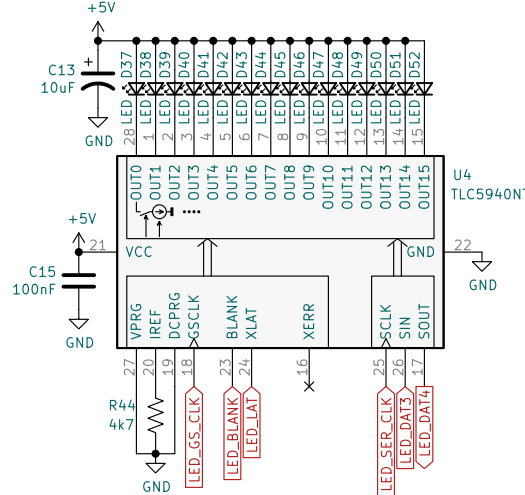 +5V
C13
10uF
GND
LED D37
LED D38
LED D39
LED D40
LED D41
LED D42
LED D43
LED D44
LED D45
LED D46
LED D47
LED D48
LED D49
LED D50
LED D51
LED D52
28
1
2
3
4
5
6
7
8
9
10
11
12
13
14
15
OUT0
OUT1
OUT2
OUT3
OUT4
OUT5
OUT6
OUT7
OUT8
OUT9
OUT10
OUT11
OUT12
OUT13
OUT14
OUT15
U4
TLC5940NT
+5V
21
VCC
GND
22
GND
C15
100nF
GND
VPRG
IREF
DCPRG
GSCLK
BLANK
XLAT
XERR
SCLK
SIN
SOUT
27
20
19
18
23
24
16
25
26
17
R44
4k7
GND
LED_GS_CLK
LED_BLANK
LED_LAT
LED_SER_CLK
LED_DAT3
LED_DAT4